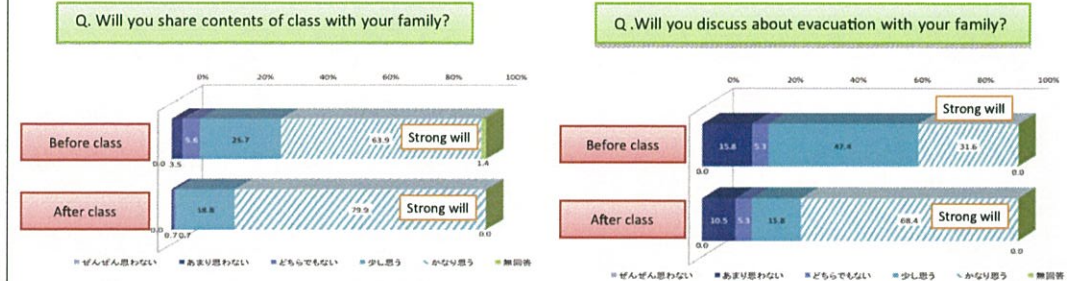 Q. Will you share contents of class with your family?
0% 20% 40% 60% 80% 100%
Before class
5.6 25.7 63.9 Strong will
0.0 3.5 1.4
After class
18.8 79.9 Strong will
0.7 0.7 0.0
ぜんぜん思わない あまり思わない どちらでもない 少し思う かなり思う 無回答
Q .Will you discuss about evacuation with your family?
0% 20% 40% 60% 80% 100%
Strong will
Before class
15.8 5.3 47.4 31.6
0.0 0.0
After class
10.5 5.3 15.8 68.4 Strong will
0.0 0.0
ぜんぜん思わない あまり思わない どちらでもない 少し思う かなり思う 無回答